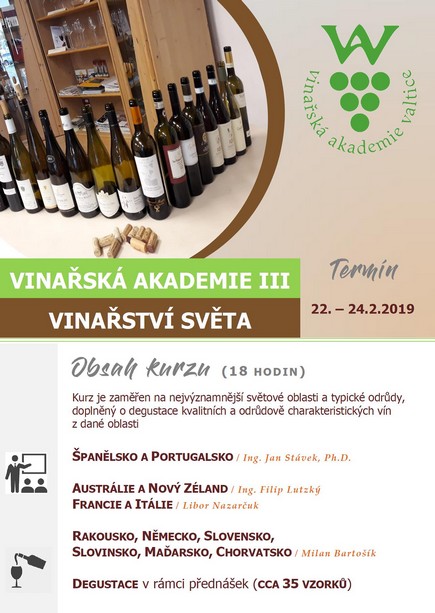 vinařská akademie valtice
VINAŘSKÁ AKADEMIE III
VINAŘSTVÍ SVĚTA
Termín
22. – 24.2.2019
Obsah kurzu (18 HODIN)
Kurz je zaměřen na nejvýznamnější světové oblasti a typické odrůdy,
doplněný o degustace kvalitních a odrůdově charakteristických vín
z dané oblasti
ŠPANĚLSKO A PORTUGALSKO / Ing. Jan Stávek, Ph.D.
AUSTRÁLIE A NOVÝ ZÉLAND / Ing. Filip Lutzký
FRANCIE A ITÁLIE / Libor Nazarčuk
RAKOUSKO, NĚMECKO, SLOVENSKO,
SLOVINSKO, MAĎARSKO, CHORVATSKO / Milan Bartošík
DEGUSTACE v rámci přednášek (CCA 35 VZORKŮ)